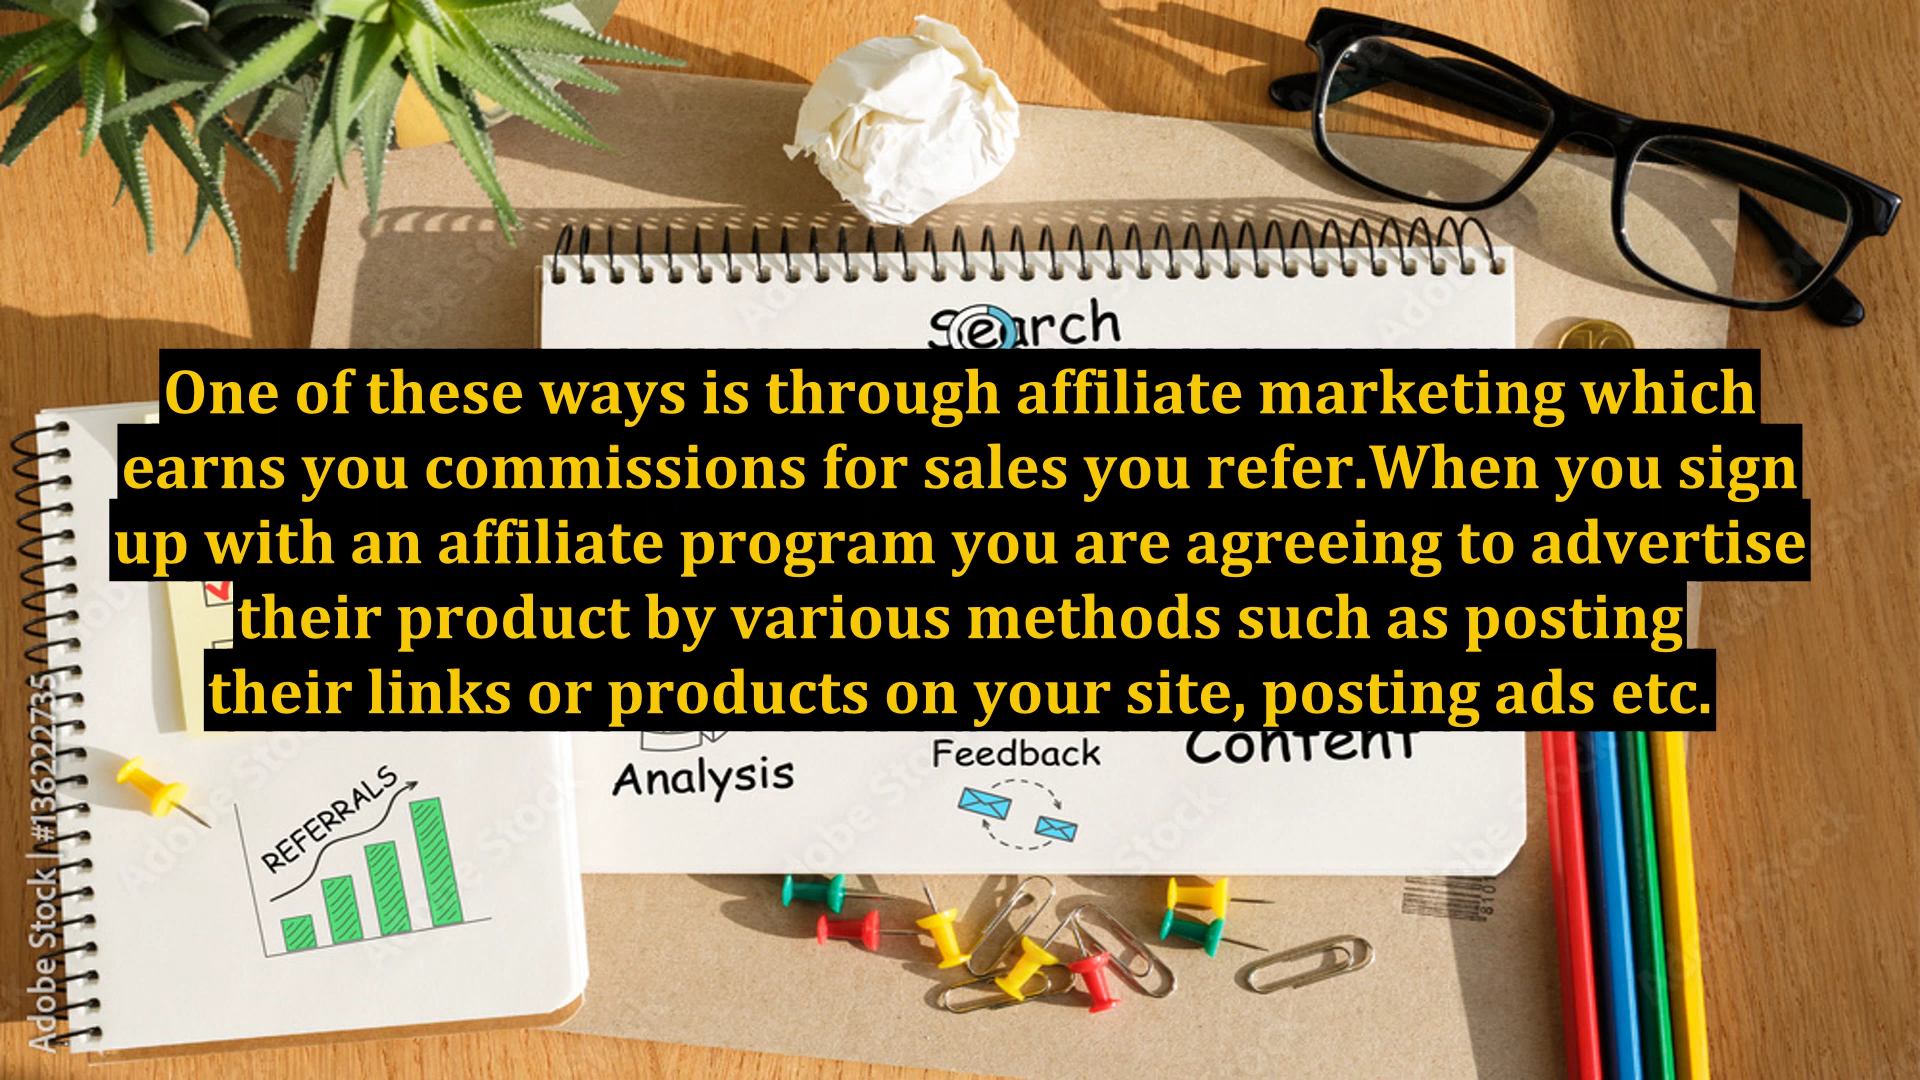 Search
One of these ways is through affiliate marketing which
earns you commissions for sales you refer.When you sign
up with an affiliate program you are agreeing to advertise
their product by various methods such as posting
their links or products on your site, posting ads etc.
Analysis
Feedback
Content
REFERRALS
Adobe Stock | #136222735